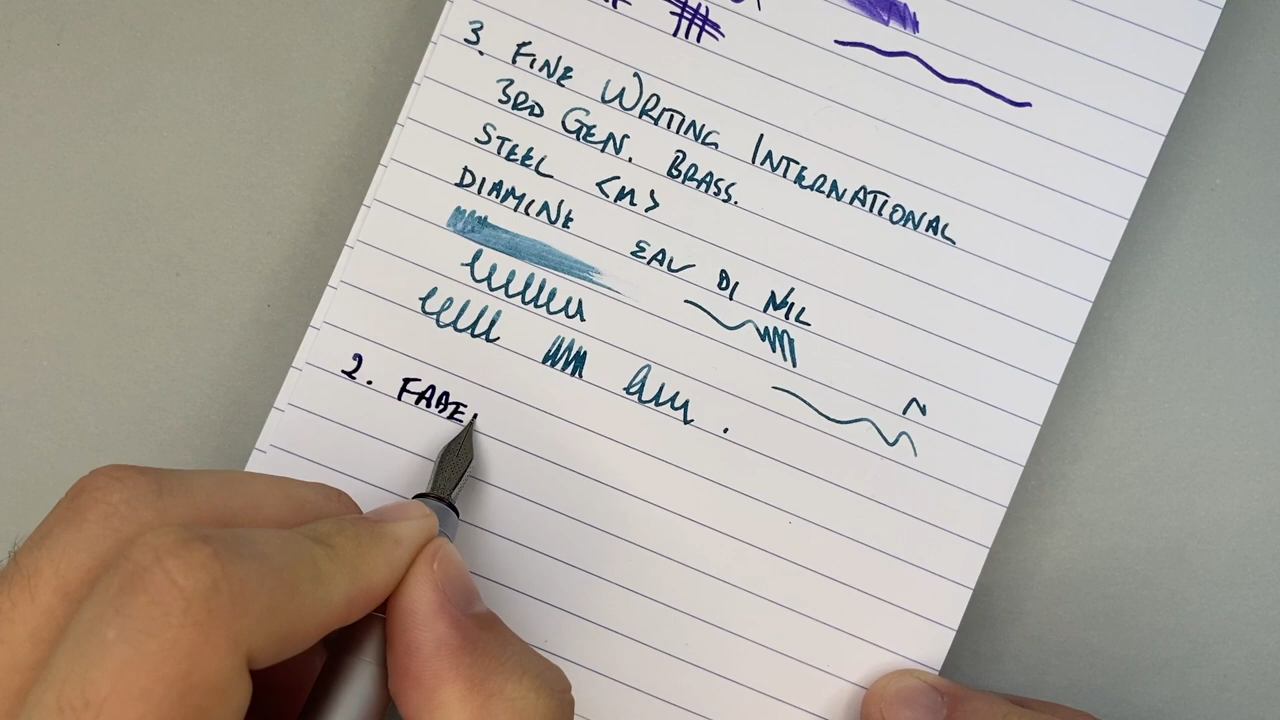 3. FINE WRITING INTERNATIONAL
3RD GEN. BRASS.
STEEL <M>
DIAMINE EAU DI NIL
2. FABE